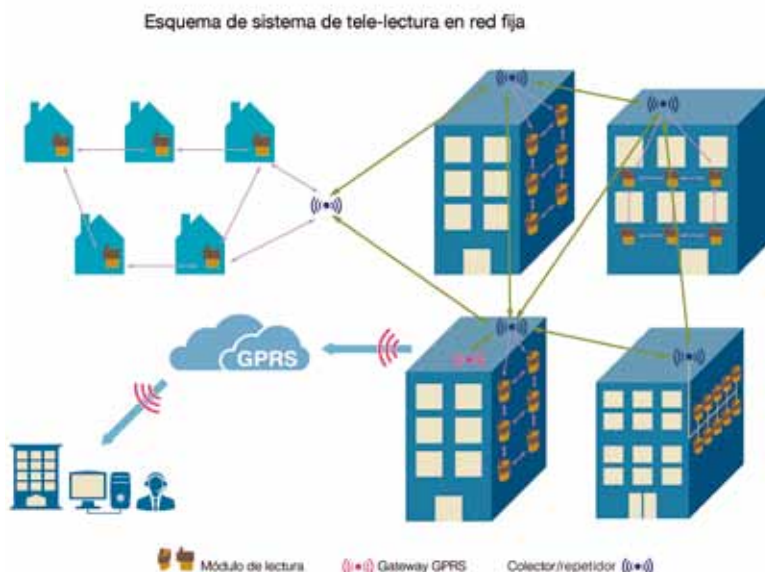 Esquema de sistema de tele-lectura en red fija
GPRS
Módulo de lectura
Gateway GPRS
Colector/repetidor